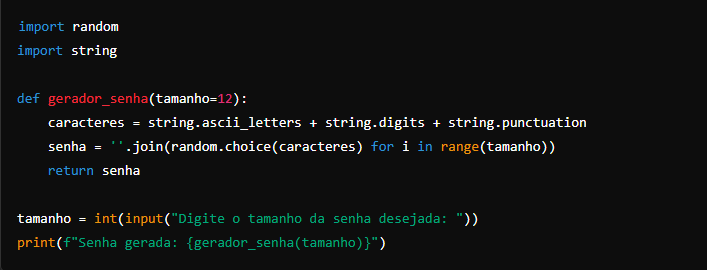 import random
import string
def gerador_senha(tamanho=12):
    caracteres = string.ascii_letters + string.digits + string.punctuation
    senha = ''.join(random.choice(caracteres) for i in range(tamanho))
    return senha
tamanho = int(input("Digite o tamanho da senha desejada: "))
print(f"Senha gerada: {gerador_senha(tamanho)}")